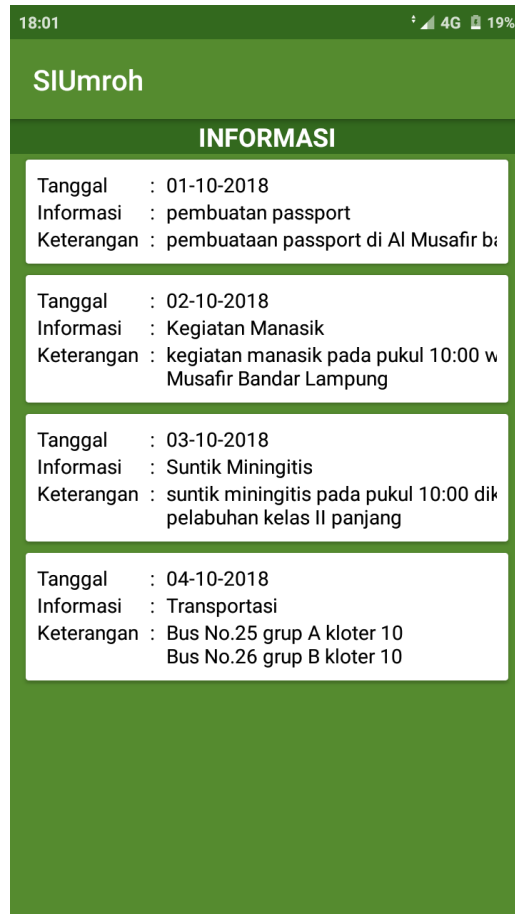 18:01 4G 19%
SIUmroh
INFORMASI
Tanggal : 01-10-2018
Informasi : pembuatan passport
Keterangan : pembuataan passport di Al Musafir
Tanggal : 02-10-2018
Informasi : Kegiatan Manasik
Keterangan : kegiatan manasik pada pukul 10:00
Musafir Bandar Lampung
Tanggal : 03-10-2018
Informasi : Suntik Miningitis
Keterangan : suntik miningitis pada pukul 10:00
pelabuhan kelas II panjang
Tanggal : 04-10-2018
Informasi : Transportasi
Keterangan : Bus No.25 grup A kloter 10
Bus No.26 grup B kloter 10